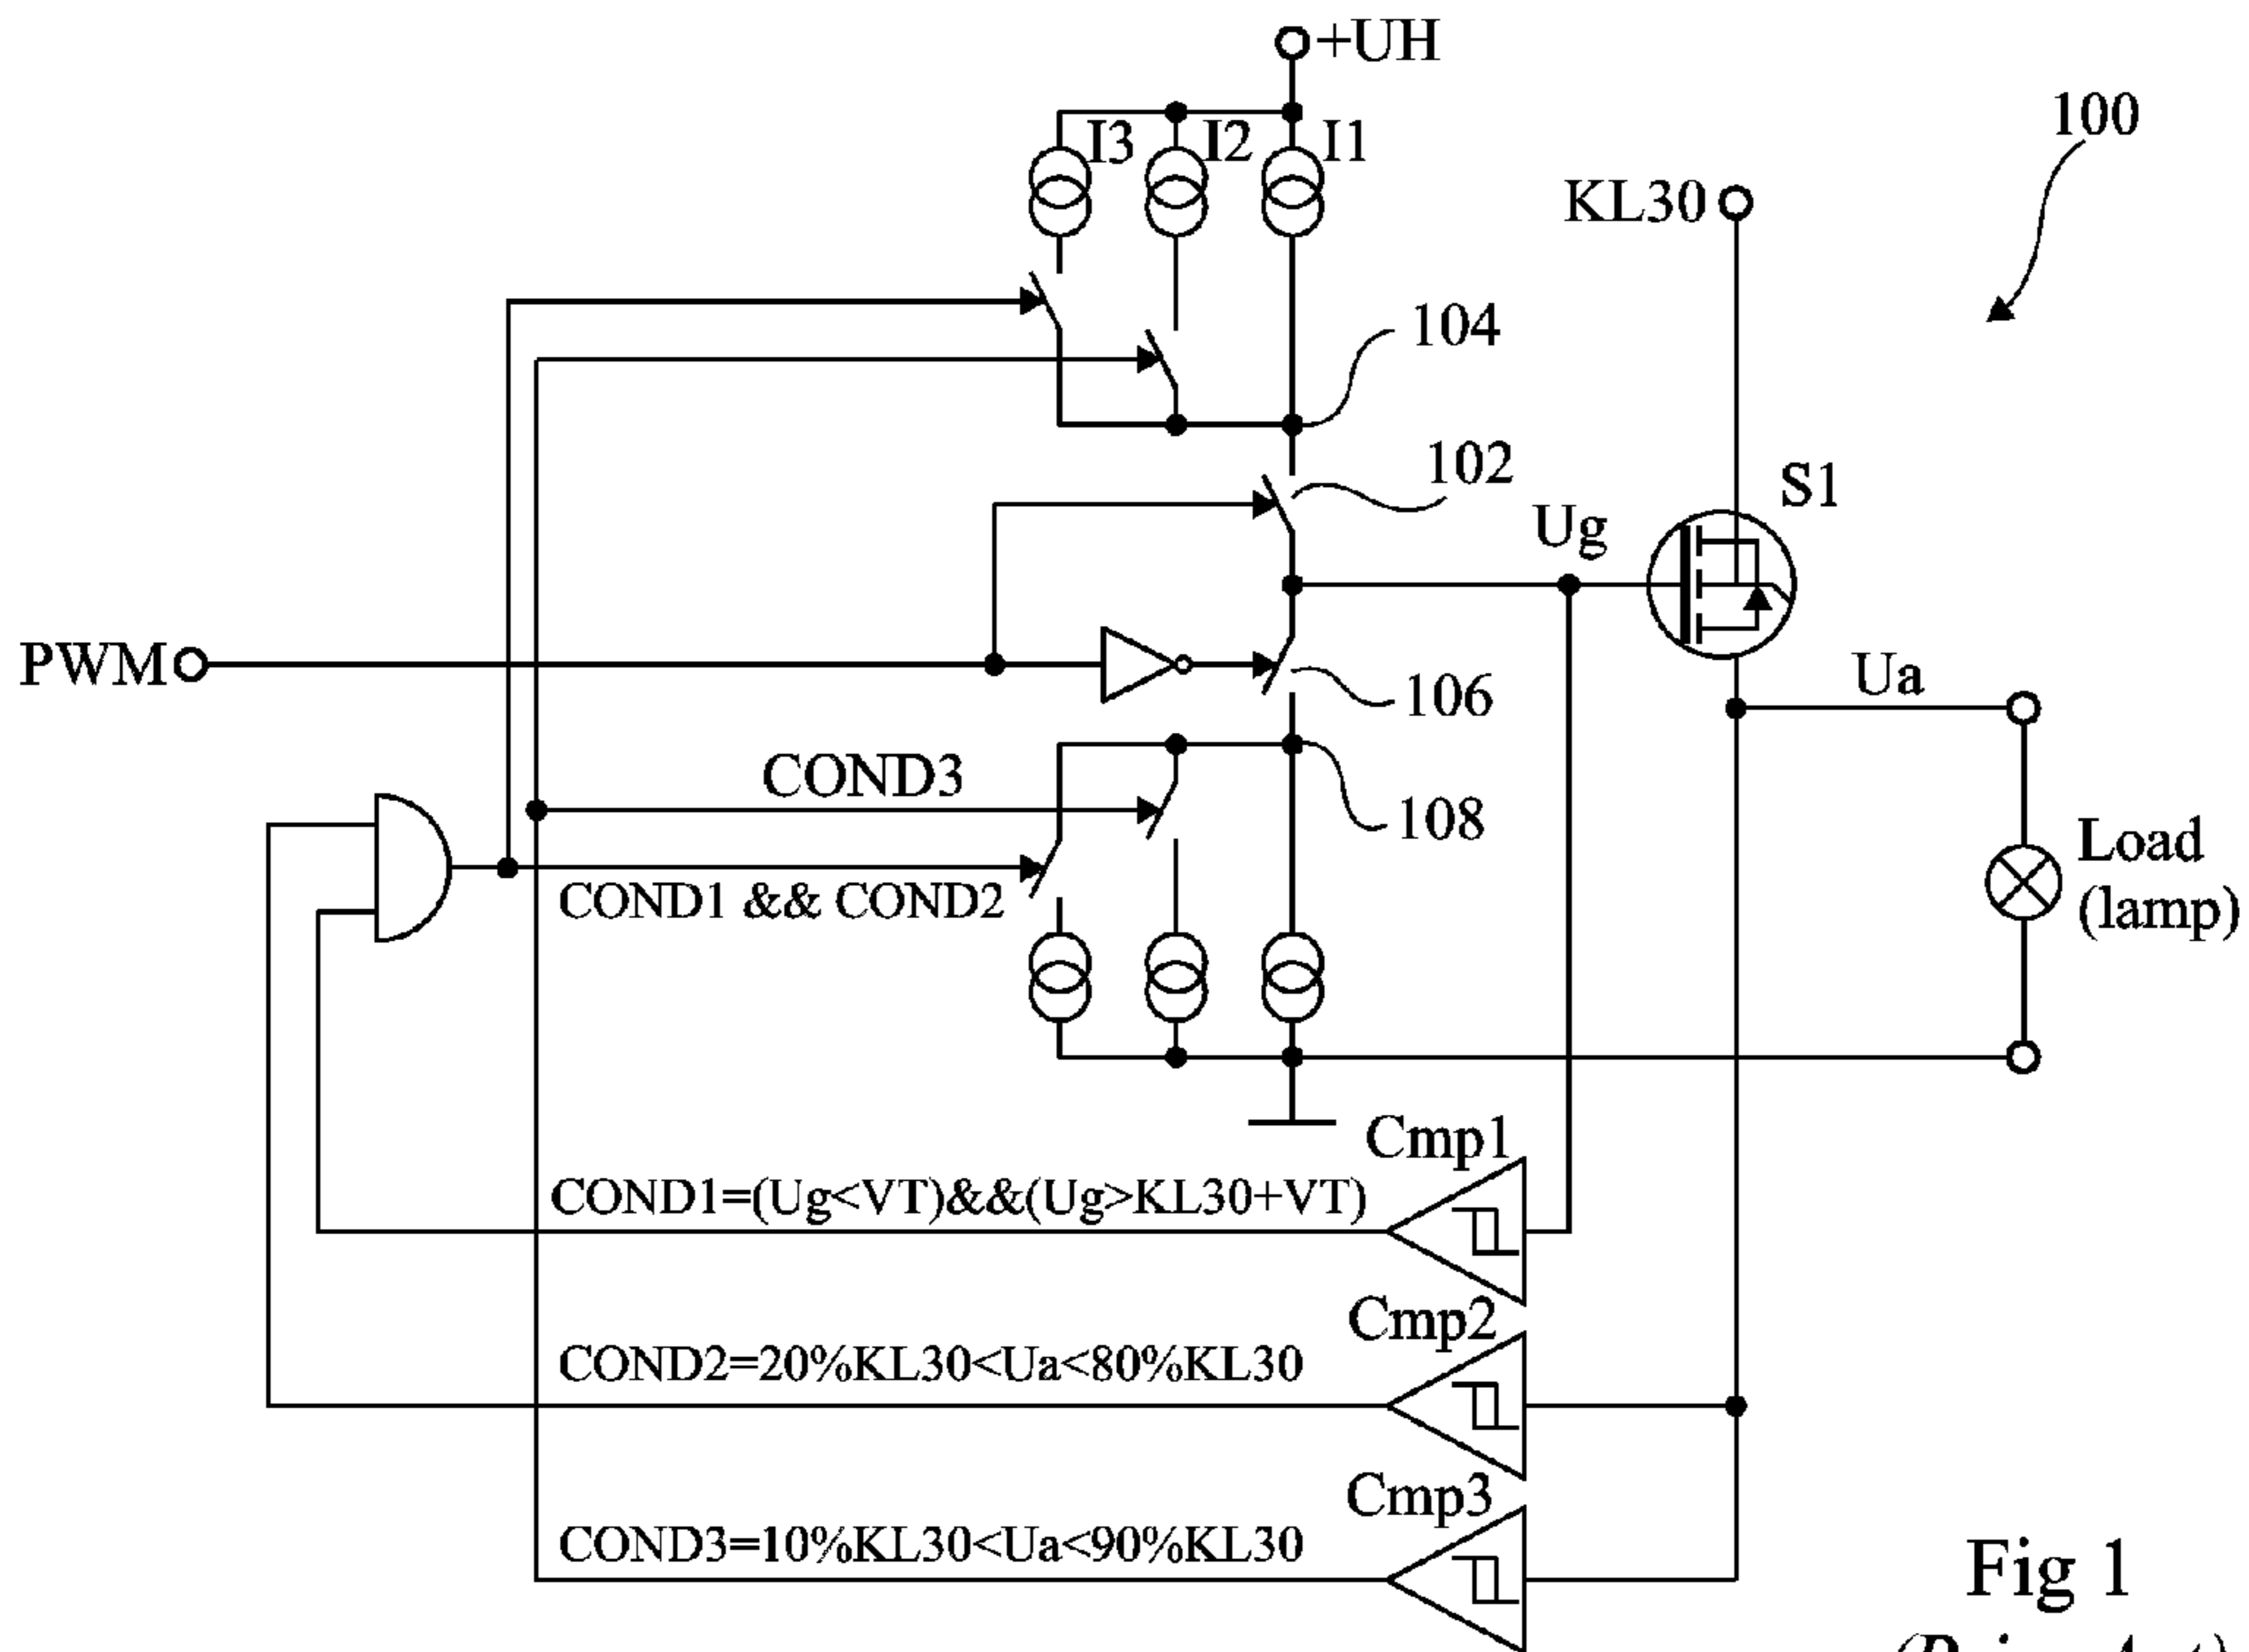 +UH
I3
I2
I1
100
KL30
104
102
S1
Ug
PWM
106
Ua
COND3
108
Load
(lamp)
COND1 && COND2
Cmp1
COND1=(Ug<VT)&&(Ug>KL30+VT)
Cmp2
COND2=20%KL30<Ua<80%KL30
Cmp3
COND3=10%KL30<Ua<90%KL30
Fig 1